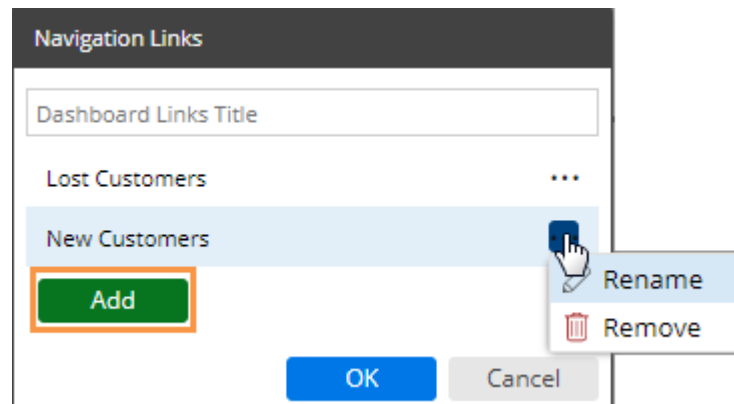 Navigation Links
Dashboard Links Title
Lost Customers
New Customers
Add
Rename
Remove
OK
Cancel